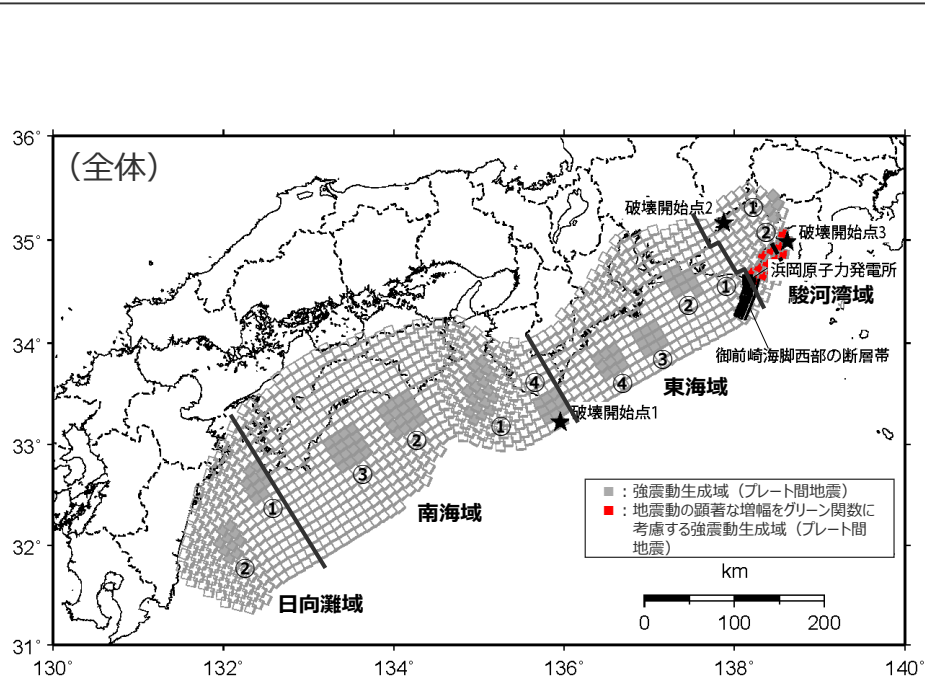 36°
(全体)
破壊開始点2
①
②
35°
破壊開始点3
浜岡原子力発電所
①
駿河湾域
②
34°
御前崎海脚西部の断層帯
③
④
④
東海域
破壊開始点1
②
①
33°
③
①
南海域
②
32°
日向灘域
■ : 強震動生成域（プレート間地震）
■ : 地震動の顕著な増幅をグリーン関数に
考慮する強震動生成域（プレート間
地震）
km
0 100 200
31°
130° 132° 134° 136° 138° 140°